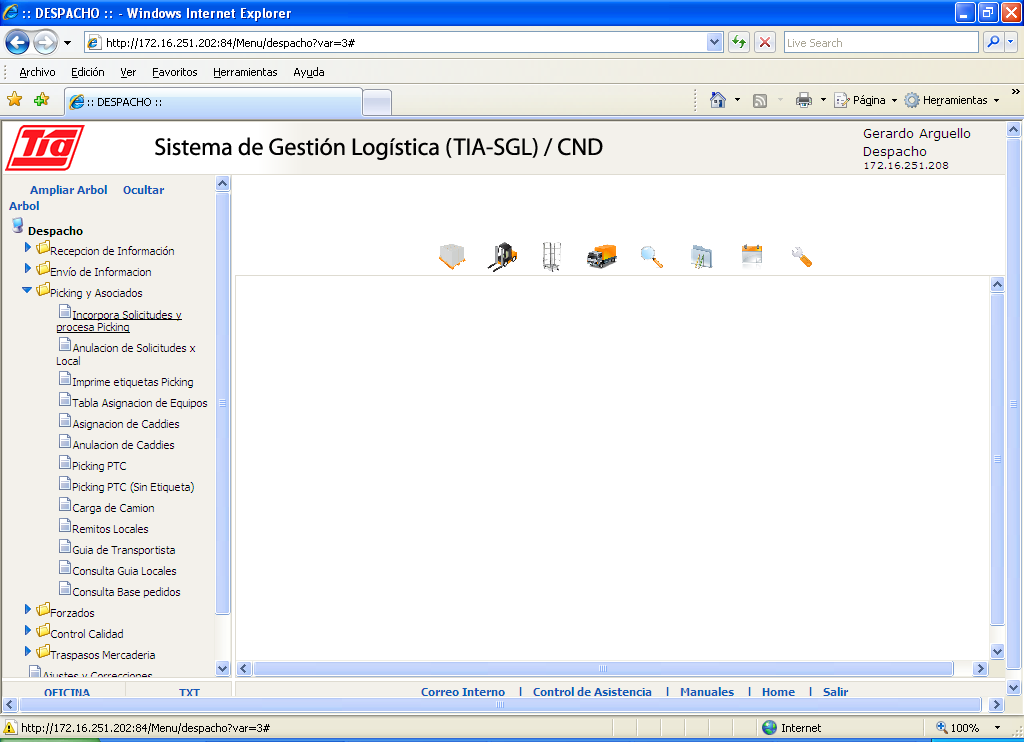 :: DESPACHO :: - Windows Internet Explorer
http://172.16.251.202:84/Menu/despacho?var=3#
Live Search
Archivo Edición Ver Favoritos Herramientas Ayuda
:: DESPACHO ::
Página Herramientas »
Tia
Sistema de Gestión Logística (TIA-SGL) / CND
Gerardo Arguello
Despacho
172.16.251.208
Ampliar Arbol Ocultar
Arbol
Despacho
Recepcion de Información
Envío de Informacion
Picking y Asociados
Incorpora Solicitudes y
procesa Picking
Anulacion de Solicitudes x
Local
Imprime etiquetas Picking
Tabla Asignacion de Equipos
Asignacion de Caddies
Anulacion de Caddies
Picking PTC
Picking PTC (Sin Etiqueta)
Carga de Camion
Remitos Locales
Guia de Transportista
Consulta Guia Locales
Consulta Base pedidos
Forzados
Control Calidad
Traspasos Mercaderia
Ajustes y Correcciones
OFICINA TXT
Correo Interno | Control de Asistencia | Manuales | Home | Salir
http://172.16.251.202:84/Menu/despacho?var=3#
Internet
100%